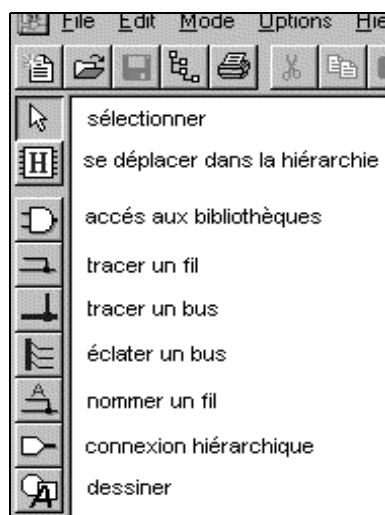 File Edit Mode Options Hie
sélectionner
H
se déplacer dans la hiérarchie
accés aux bibliothèques
tracer un fil
tracer un bus
éclater un bus
A
nommer un fil
connexion hiérarchique
A
dessiner